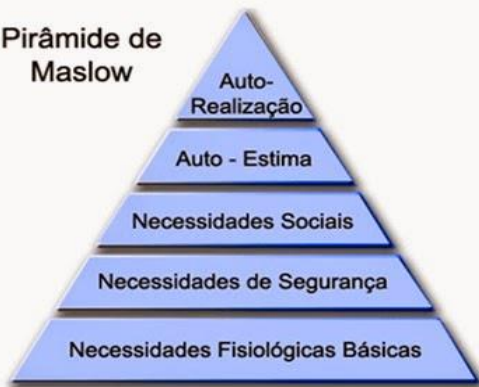 Pirâmide de
Maslow
Auto-
Realização
Auto - Estima
Necessidades Sociais
Necessidades de Segurança
Necessidades Fisiológicas Básicas